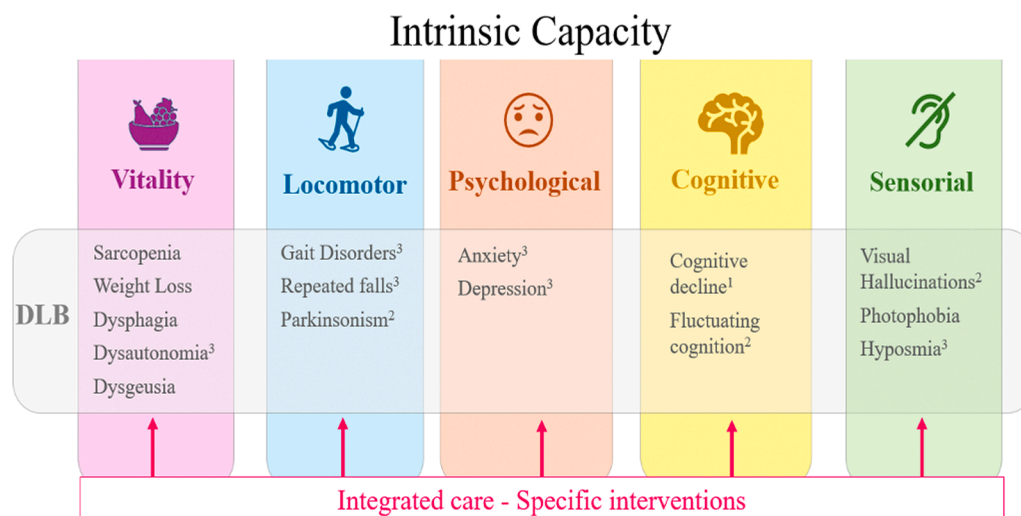 Intrinsic Capacity
Vitality
Locomotor
Psychological
Cognitive
Sensorial
DLB
Sarcopenia
Weight Loss
Dysphagia
Dysautonomia³
Dysgeusia
Gait Disorders³
Repeated falls³
Parkinsonism²
Anxiety³
Depression³
Cognitive
decline¹
Fluctuating
cognition²
Visual
Hallucinations²
Photophobia
Hyposmia³
Integrated care - Specific interventions